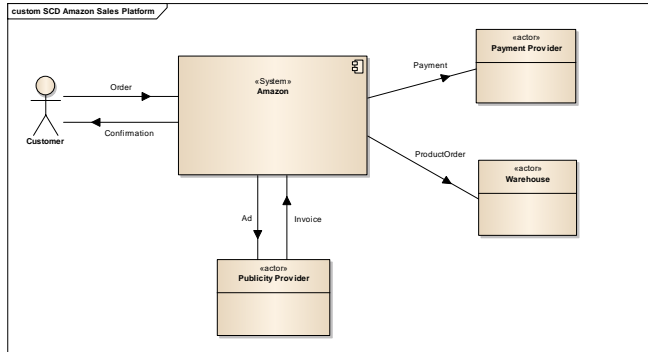 custom SCD Amazon Sales Platform
«actor»
Payment Provider
Payment
«System»
Amazon
Order
Confirmation
Customer
ProductOrder
«actor»
Warehouse
Ad
Invoice
«actor»
Publicity Provider